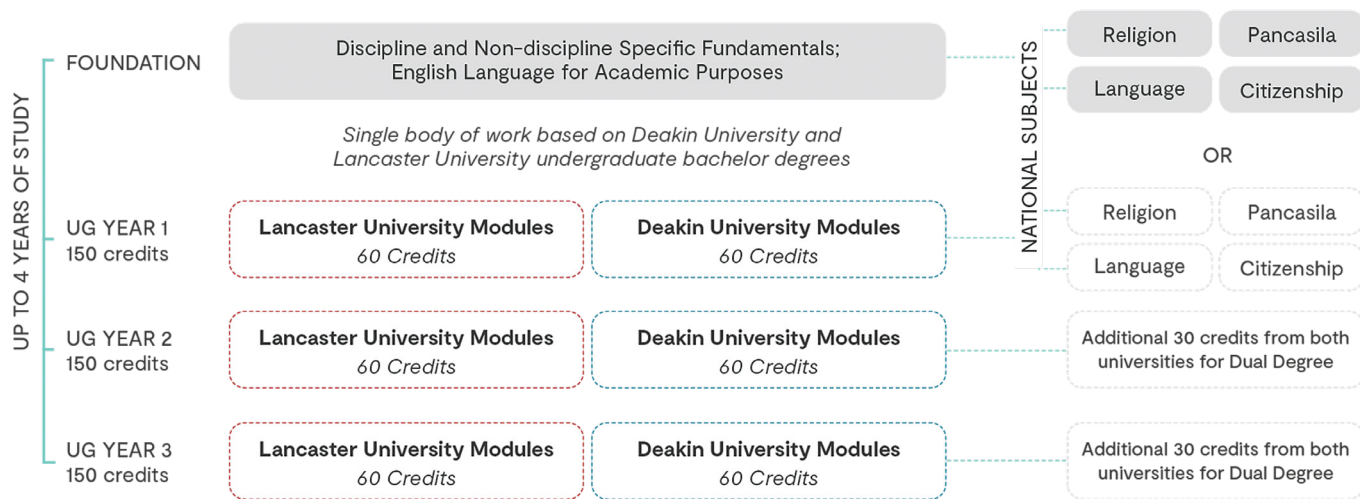 UP TO 4 YEARS OF STUDY
FOUNDATION
Discipline and Non-discipline Specific Fundamentals;
English Language for Academic Purposes
NATIONAL SUBJECTS
Religion
Pancasila
Language
Citizenship
Single body of work based on Deakin University and
Lancaster University undergraduate bachelor degrees
OR
UG YEAR 1
150 credits
Lancaster University Modules
60 Credits
Deakin University Modules
60 Credits
Religion
Pancasila
Language
Citizenship
UG YEAR 2
150 credits
Lancaster University Modules
60 Credits
Deakin University Modules
60 Credits
Additional 30 credits from both
universities for Dual Degree
UG YEAR 3
150 credits
Lancaster University Modules
60 Credits
Deakin University Modules
60 Credits
Additional 30 credits from both
universities for Dual Degree